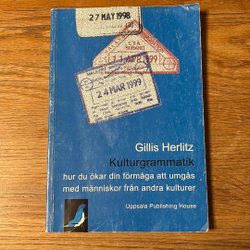 27 MAY 1998
24 MAR 1999
Gillis Herlitz
Kulturgrammatik
hur du ökar din förmåga att umgås
med människor från andra kulturer
Uppsala Publishing House